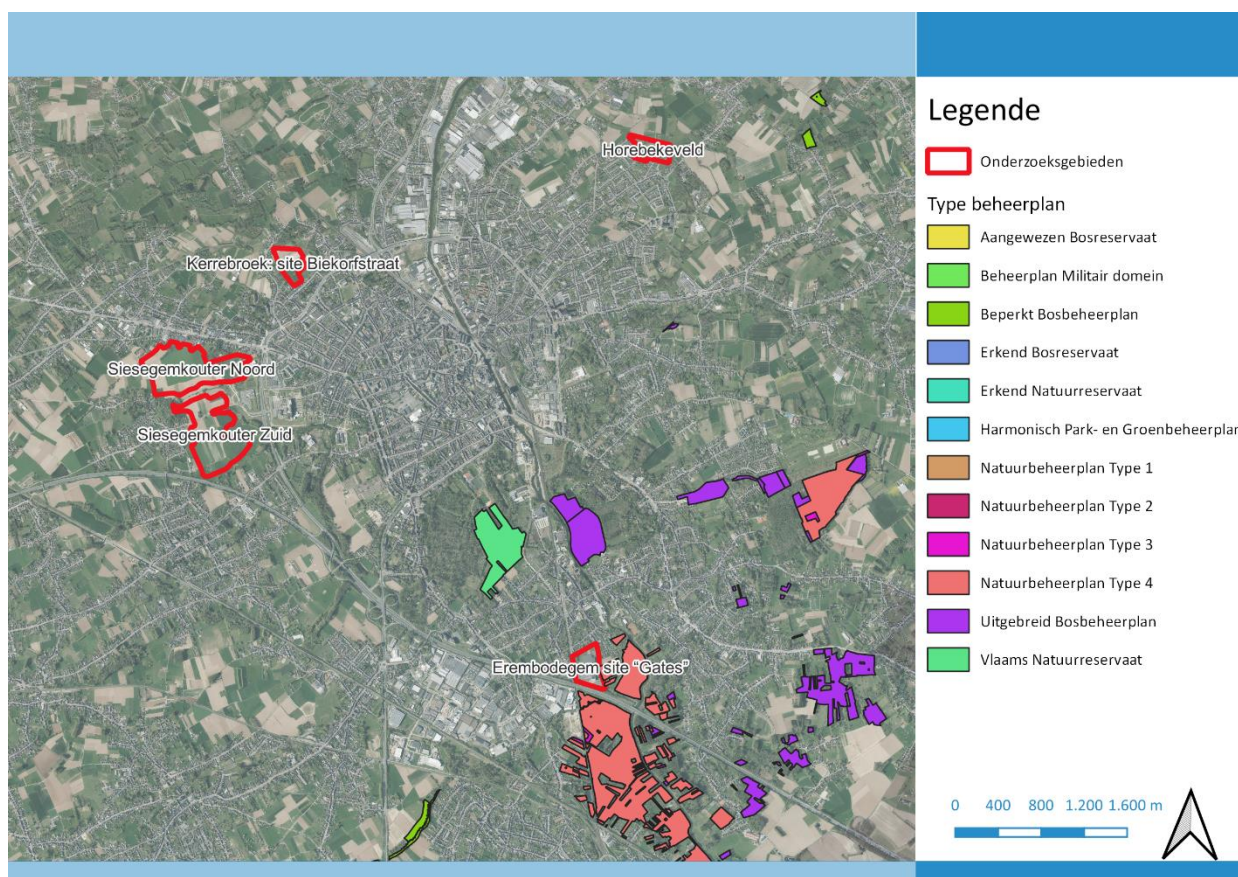 Horebekeveld
Kerrebroek: site Biekorfstraat
Siesegemkouter Noord
Siesegemkouter Zuid
Erembodegem site “Gates”
Legende
Onderzoeksgebieden
Type beheerplan
Aangewezen Bosreservaat
Beheerplan Militair domein
Beperkt Bosbeheerplan
Erkend Bosreservaat
Erkend Natuurreservaat
Harmonisch Park- en Groenbeheerplan
Natuurbeheerplan Type 1
Natuurbeheerplan Type 2
Natuurbeheerplan Type 3
Natuurbeheerplan Type 4
Uitgebreid Bosbeheerplan
Vlaams Natuurreservaat
0 400 800 1.200 1.600 m